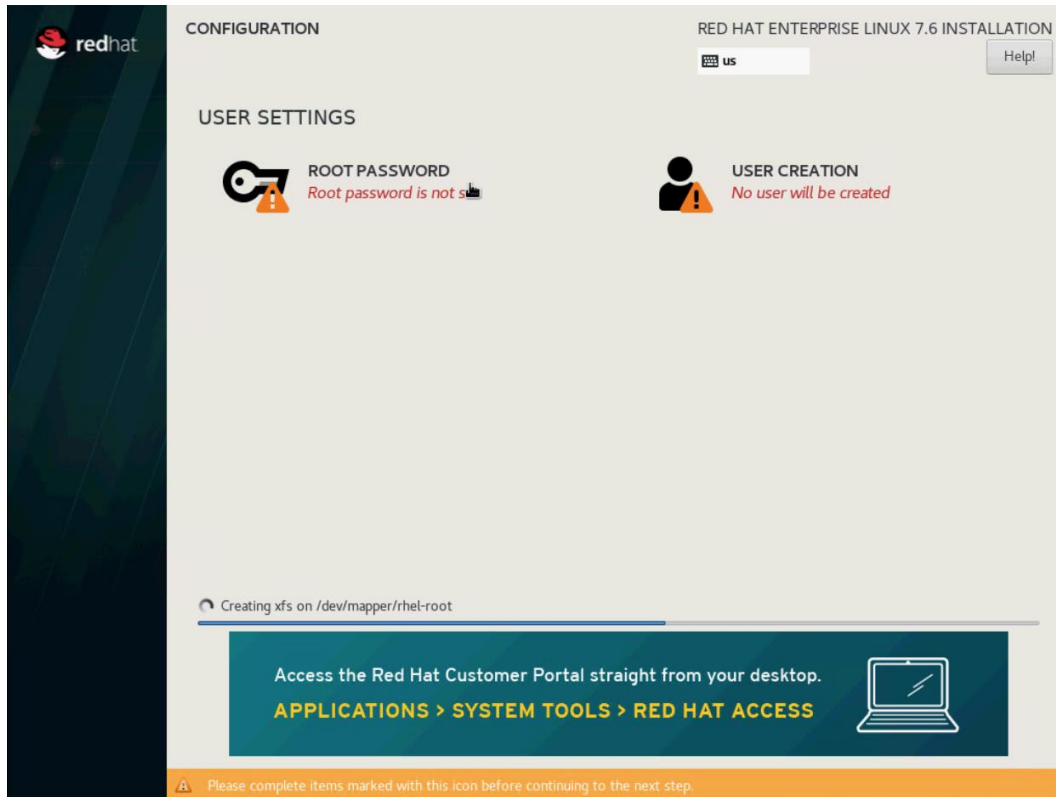 redhat
CONFIGURATION
RED HAT ENTERPRISE LINUX 7.6 INSTALLATION
us
Help!
USER SETTINGS
ROOT PASSWORD
Root password is not s
USER CREATION
No user will be created
Creating xfs on /dev/mapper/rhel-root
Access the Red Hat Customer Portal straight from your desktop.
APPLICATIONS > SYSTEM TOOLS > RED HAT ACCESS
Please complete items marked with this icon before continuing to the next step.